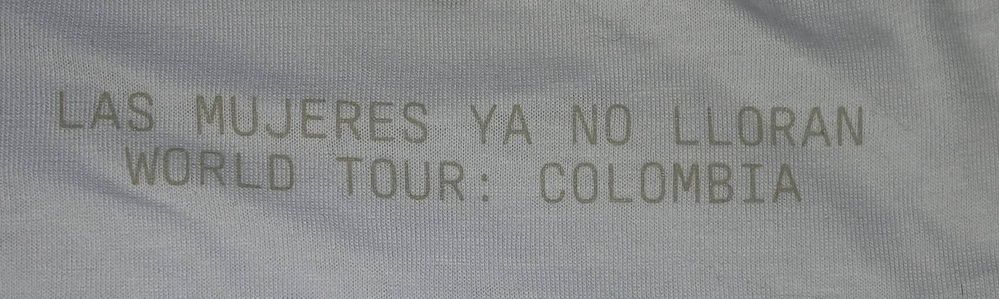 LAS MUJERES YA NO LLORAN
WORLD TOUR: COLOMBIA